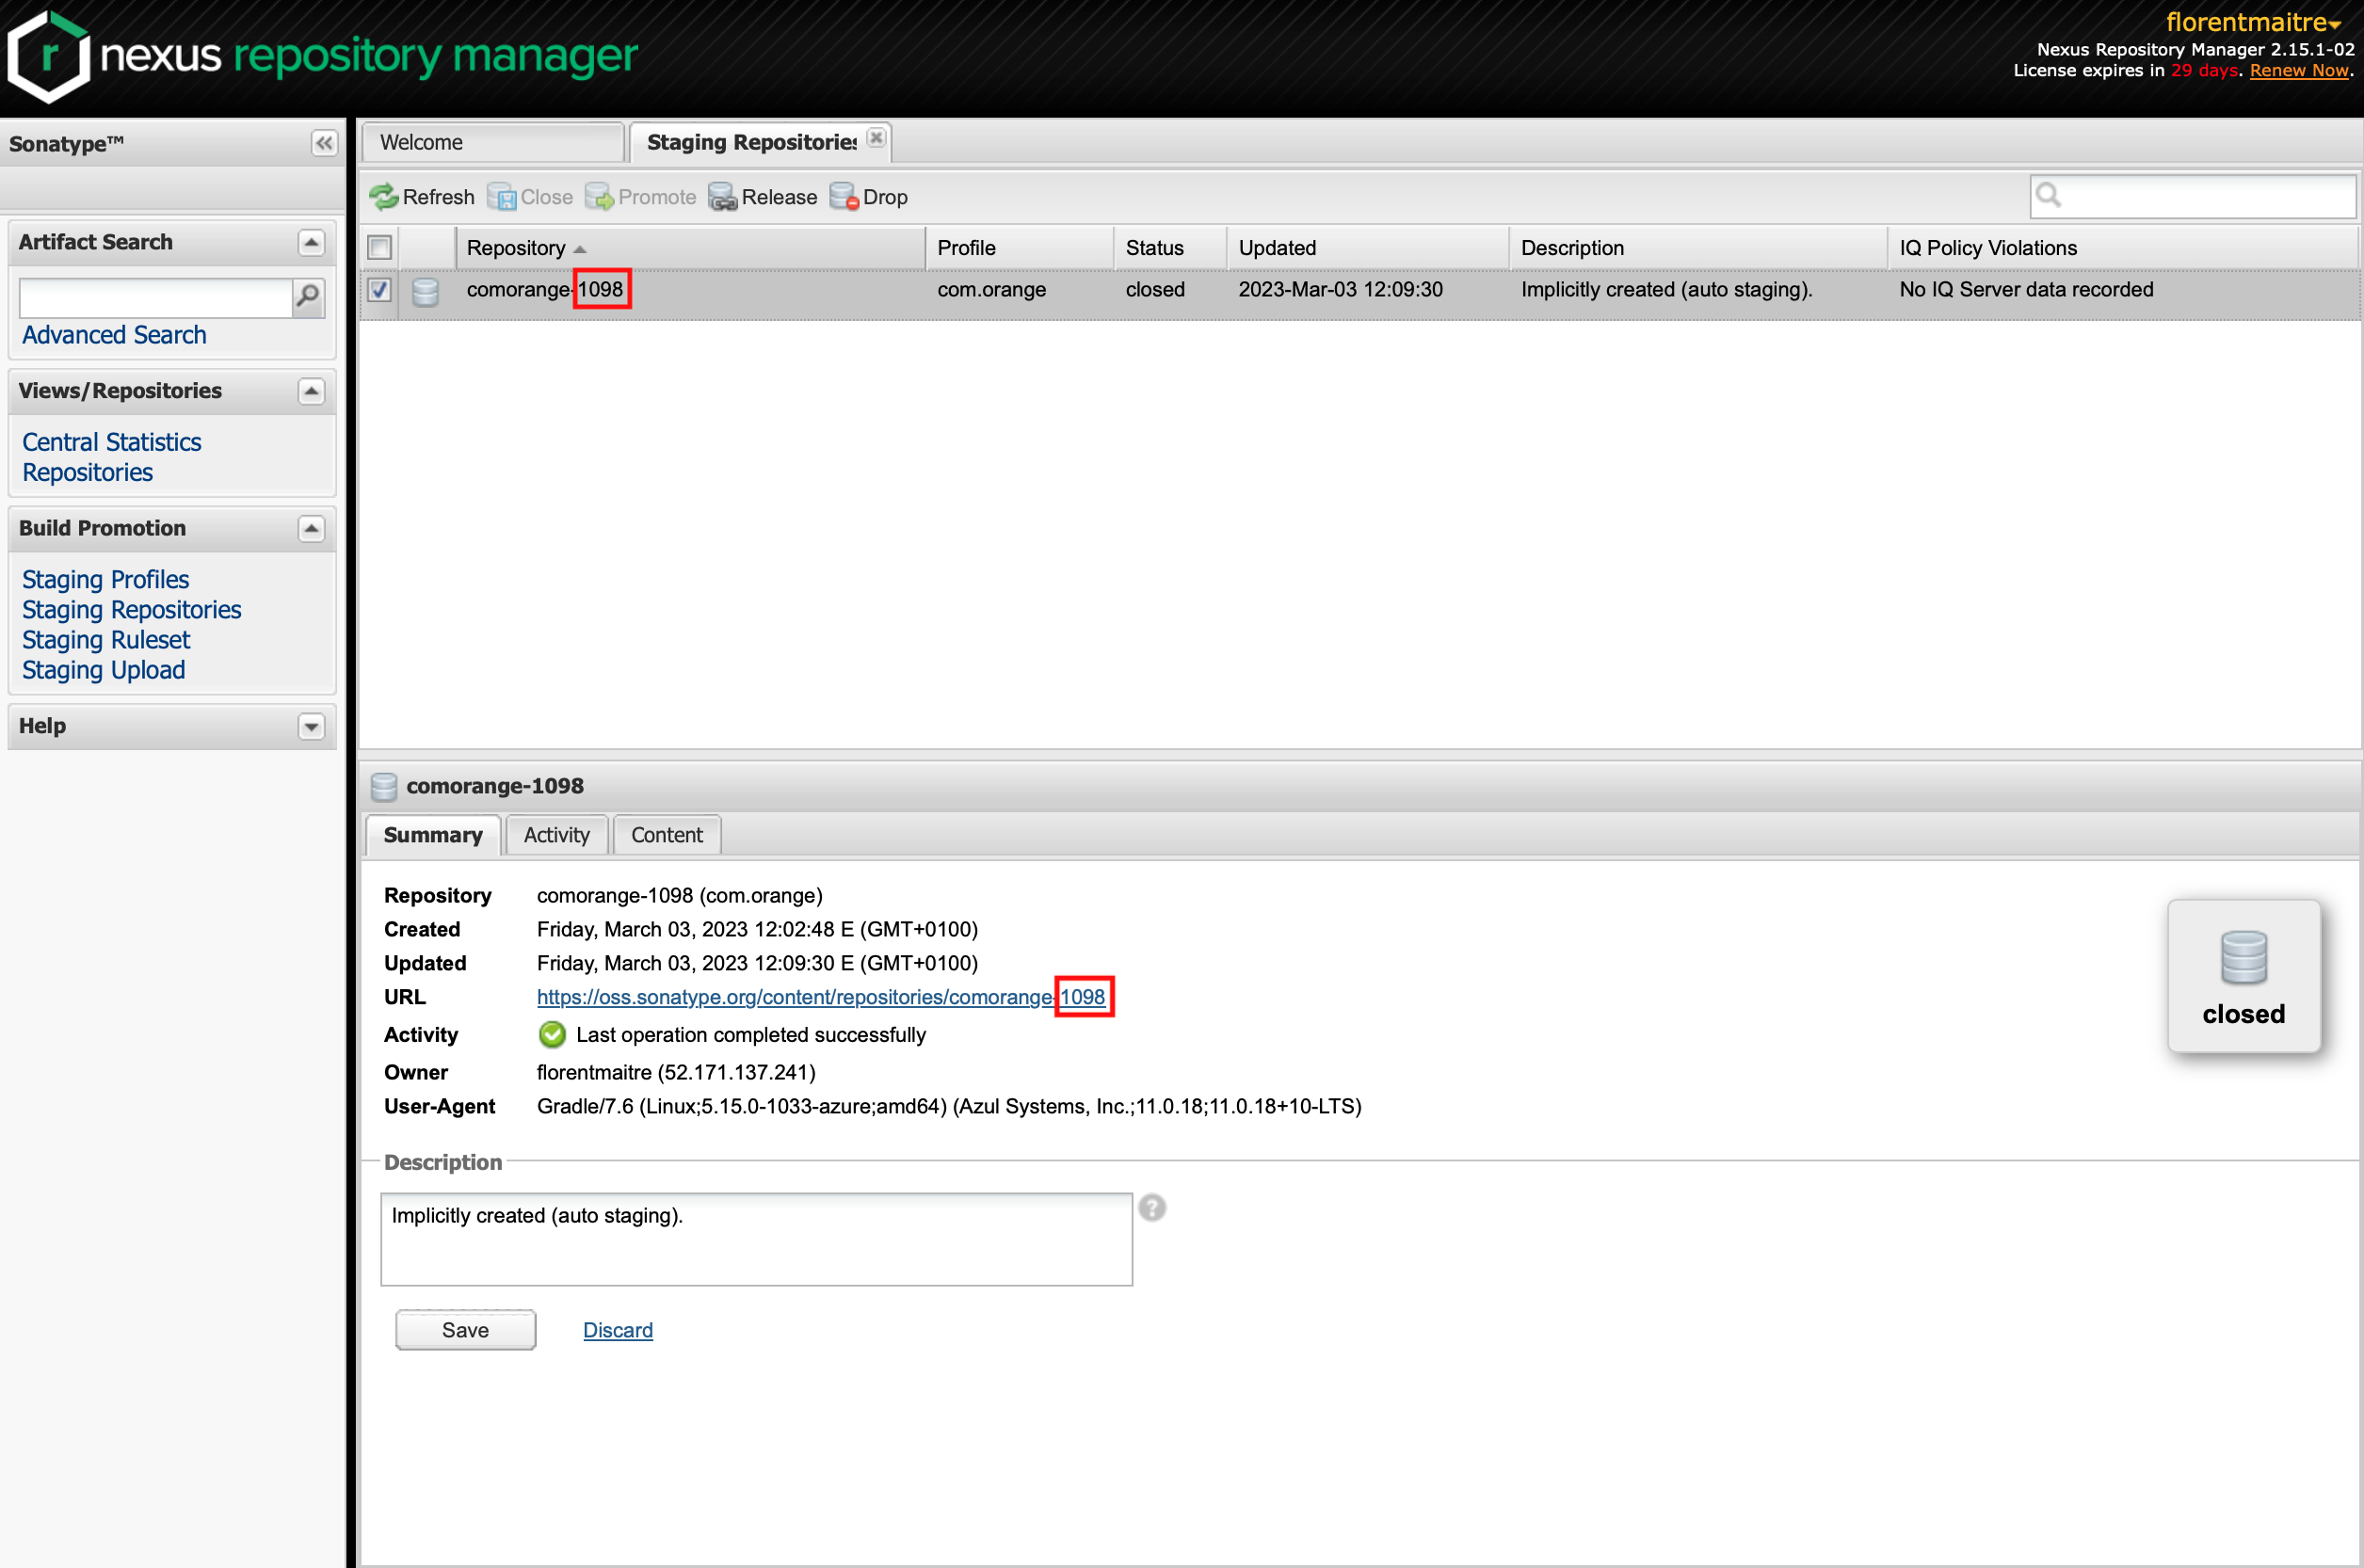 r nexus repository manager
florentmaitre
Nexus Repository Manager 2.15.1-02
License expires in 29 days. Renew Now.
Sonatype™
Welcome
Staging Repositories
Refresh Close Promote Release Drop
Artifact Search
Advanced Search
Views/Repositories
Central Statistics
Repositories
Build Promotion
Staging Profiles
Staging Repositories
Staging Ruleset
Staging Upload
Help
Repository Profile Status Updated Description IQ Policy Violations
comorange-1098 com.orange closed 2023-Mar-03 12:09:30 Implicitly created (auto staging). No IQ Server data recorded
comorange-1098
Summary Activity Content
Repository comorange-1098 (com.orange)
Created Friday, March 03, 2023 12:02:48 E (GMT+0100)
Updated Friday, March 03, 2023 12:09:30 E (GMT+0100)
URL https://oss.sonatype.org/content/repositories/comorange-1098
Activity Last operation completed successfully
Owner florentmaitre (52.171.137.241)
User-Agent Gradle/7.6 (Linux;5.15.0-1033-azure;amd64) (Azul Systems, Inc.;11.0.18;11.0.18+10-LTS)
closed
Description
Implicitly created (auto staging).
?
Save Discard